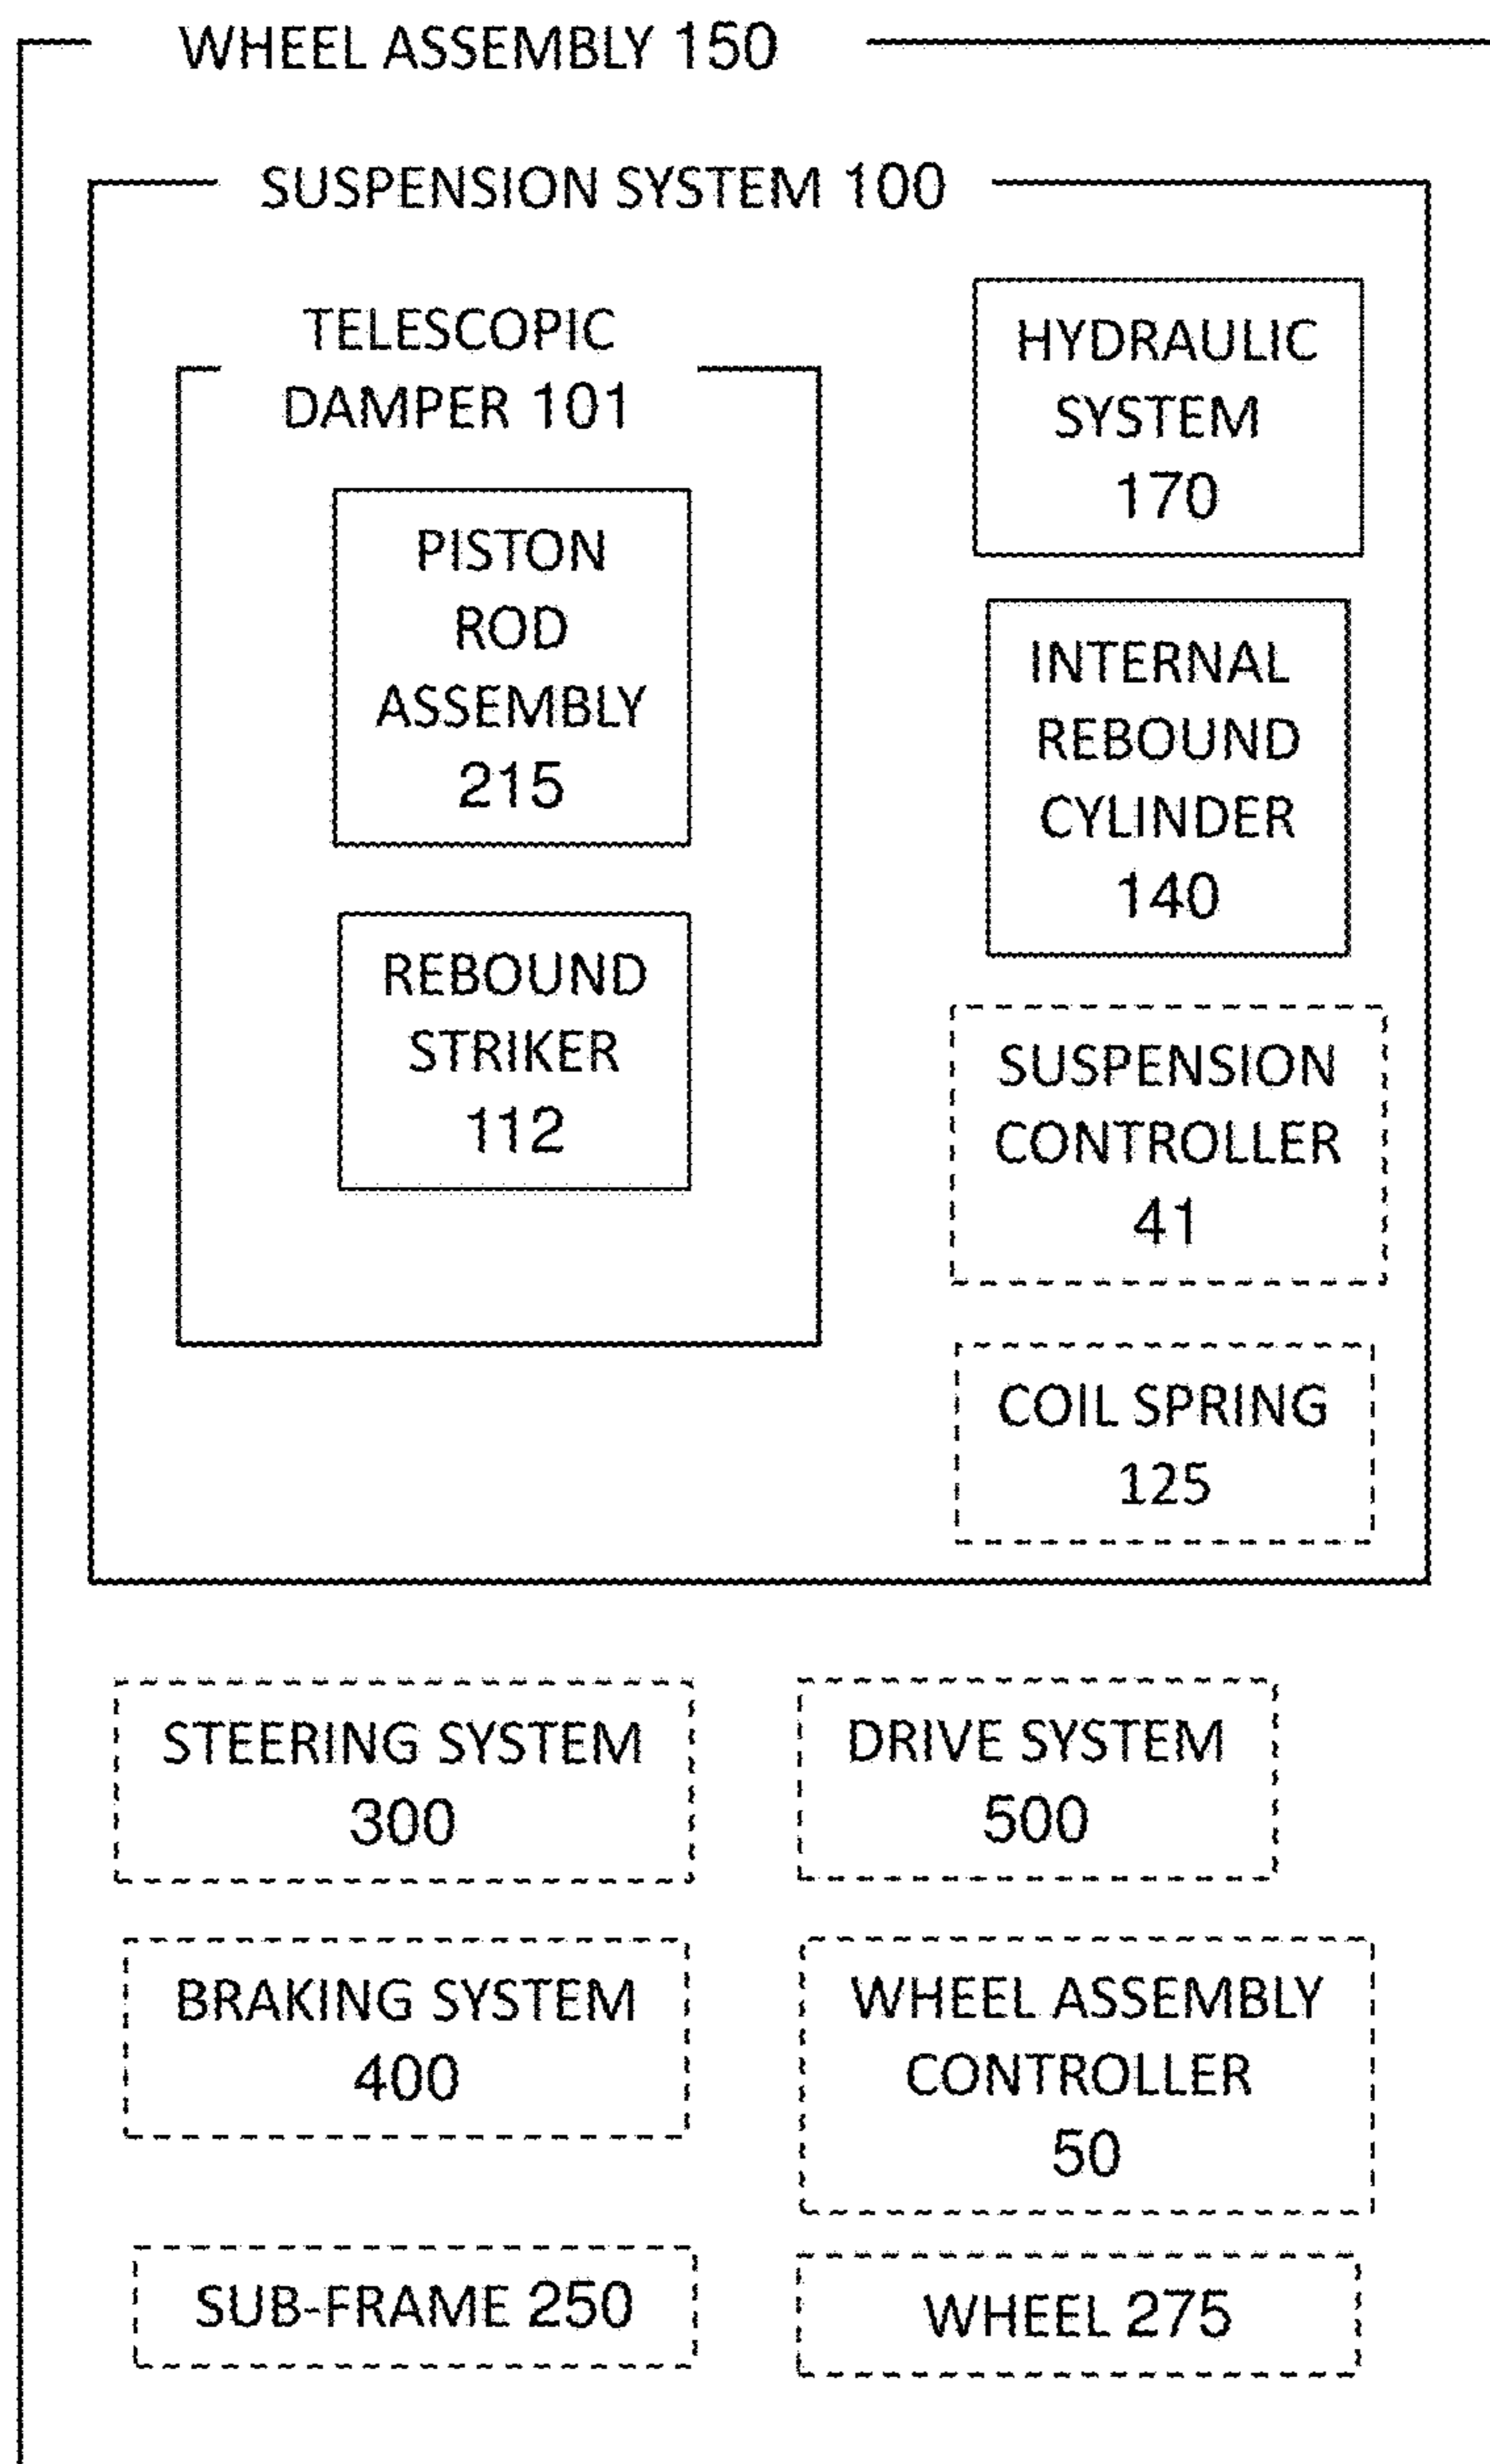 WHEEL ASSEMBLY 150
SUSPENSION SYSTEM 100
TELESCOPIC
DAMPER 101
PISTON
ROD
ASSEMBLY
215
REBOUND
STRIKER
112
HYDRAULIC
SYSTEM
170
INTERNAL
REBOUND
CYLINDER
140
SUSPENSION
CONTROLLER
41
COIL SPRING
125
STEERING SYSTEM
300
DRIVE SYSTEM
500
BRAKING SYSTEM
400
WHEEL ASSEMBLY
CONTROLLER
50
SUB-FRAME 250
WHEEL 275